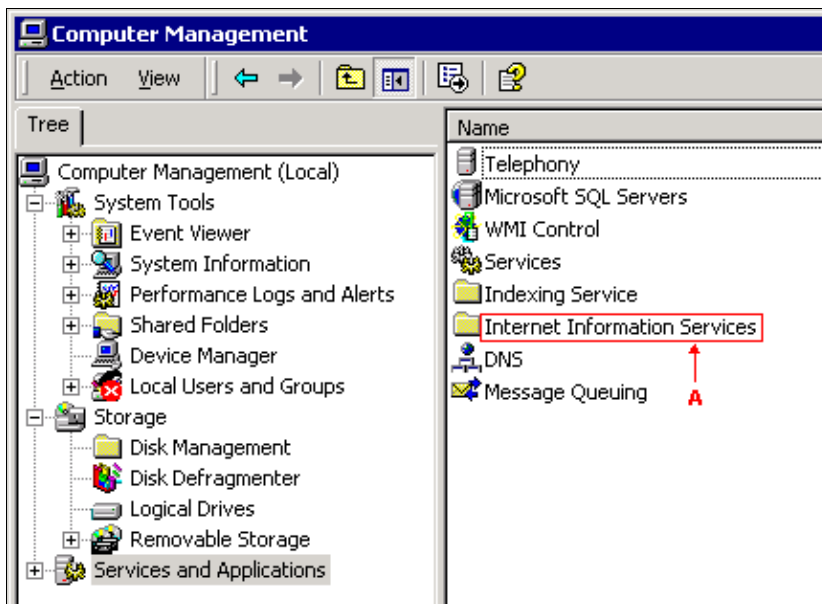 Computer Management
Action View
Tree
Computer Management (Local)
System Tools
Event Viewer
System Information
Performance Logs and Alerts
Shared Folders
Device Manager
Local Users and Groups
Storage
Disk Management
Disk Defragmenter
Logical Drives
Removable Storage
Services and Applications
Name
Telephony
Microsoft SQL Servers
WMI Control
Services
Indexing Service
Internet Information Services
DNS
Message Queuing
A